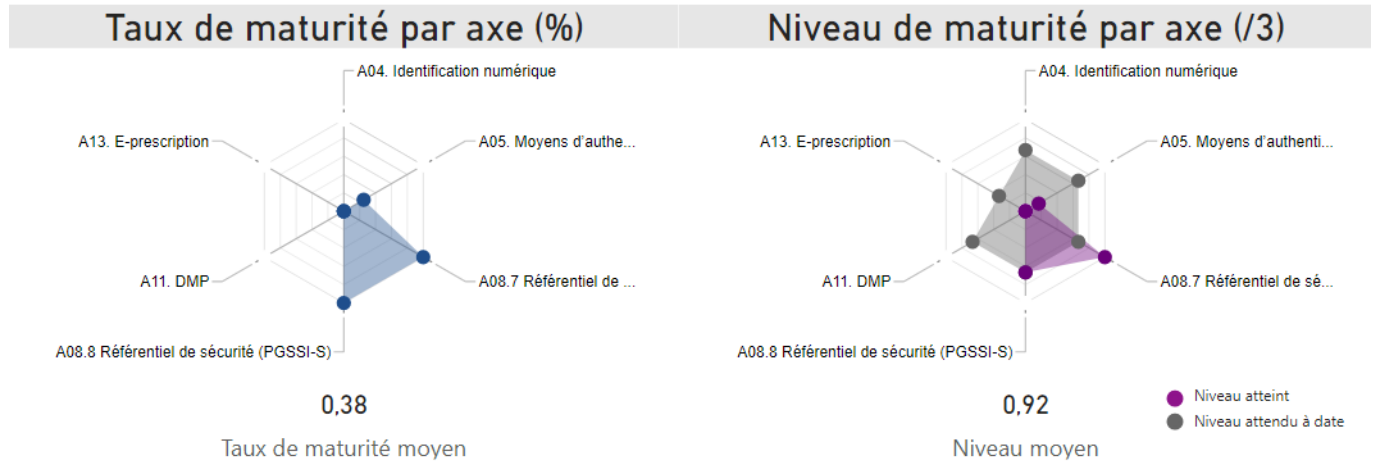 Taux de maturité par axe (%)
A04. Identification numérique
A13. E-prescription
A05. Moyens d'authe...
A11. DMP
A08.7 Référentiel de ...
A08.8 Référentiel de sécurité (PGSSI-S)
0,38
Taux de maturité moyen
Niveau de maturité par axe (/3)
A04. Identification numérique
A13. E-prescription
A05. Moyens d'authenti...
A11. DMP
A08.7 Référentiel de sé...
A08.8 Référentiel de sécurité (PGSSI-S)
0,92
Niveau moyen
Niveau atteint
Niveau attendu à date